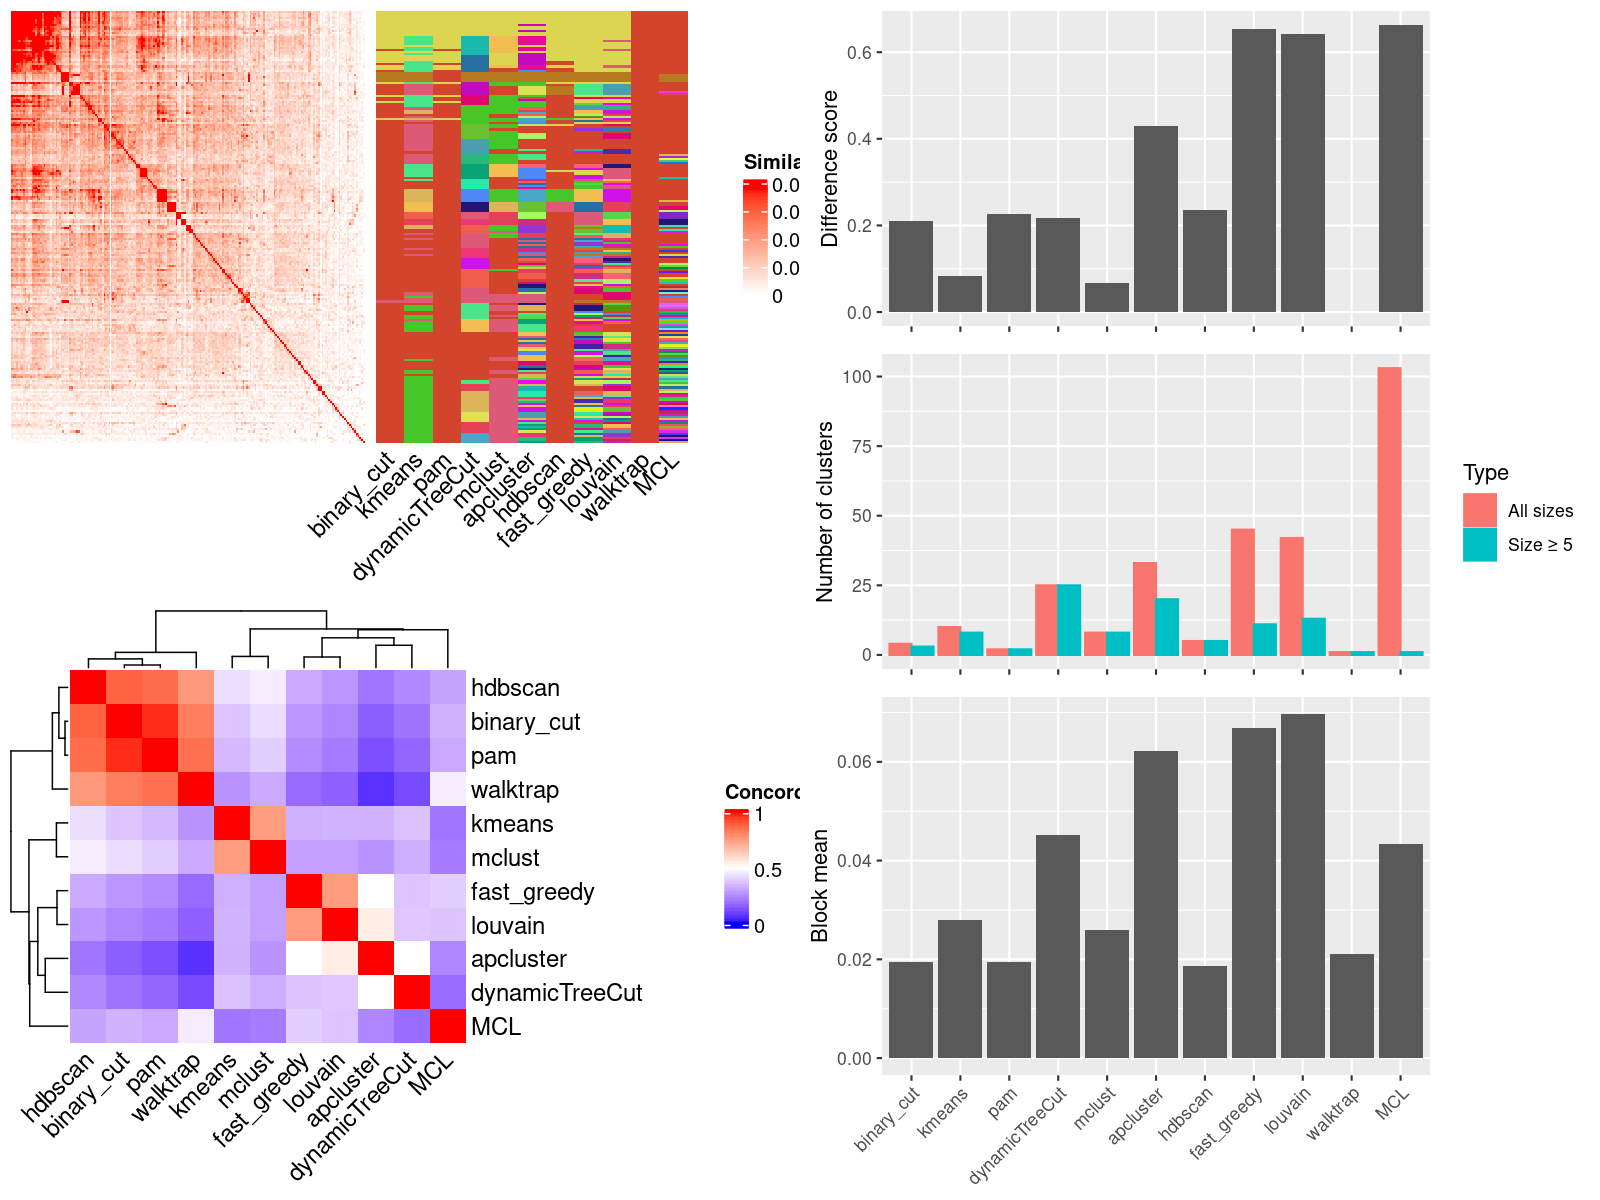 Simila
0.0
0.0
0.0
0.0
0
binary_cut
kmeans
pam
dynamicTreeCut
mclust
apcluster
hdbscan
fast_greedy
louvain
walktrap
MCL
hdbscan
binary_cut
pam
walktrap
kmeans
mclust
fast_greedy
louvain
apcluster
dynamicTreeCut
MCL
hdbscan
binary_cut
pam
walktrap
kmeans
mclust
fast_greedy
louvain
apcluster
dynamicTreeCut
MCL
Concord
1
0.5
0
Difference score
0.6
0.4
0.2
0.0
Number of clusters
100
75
50
25
0
Type
All sizes
Size ≥ 5
Block mean
0.06
0.04
0.02
0.00
binary_cut
kmeans
pam
dynamicTreeCut
mclust
apcluster
hdbscan
fast_greedy
louvain
walktrap
MCL